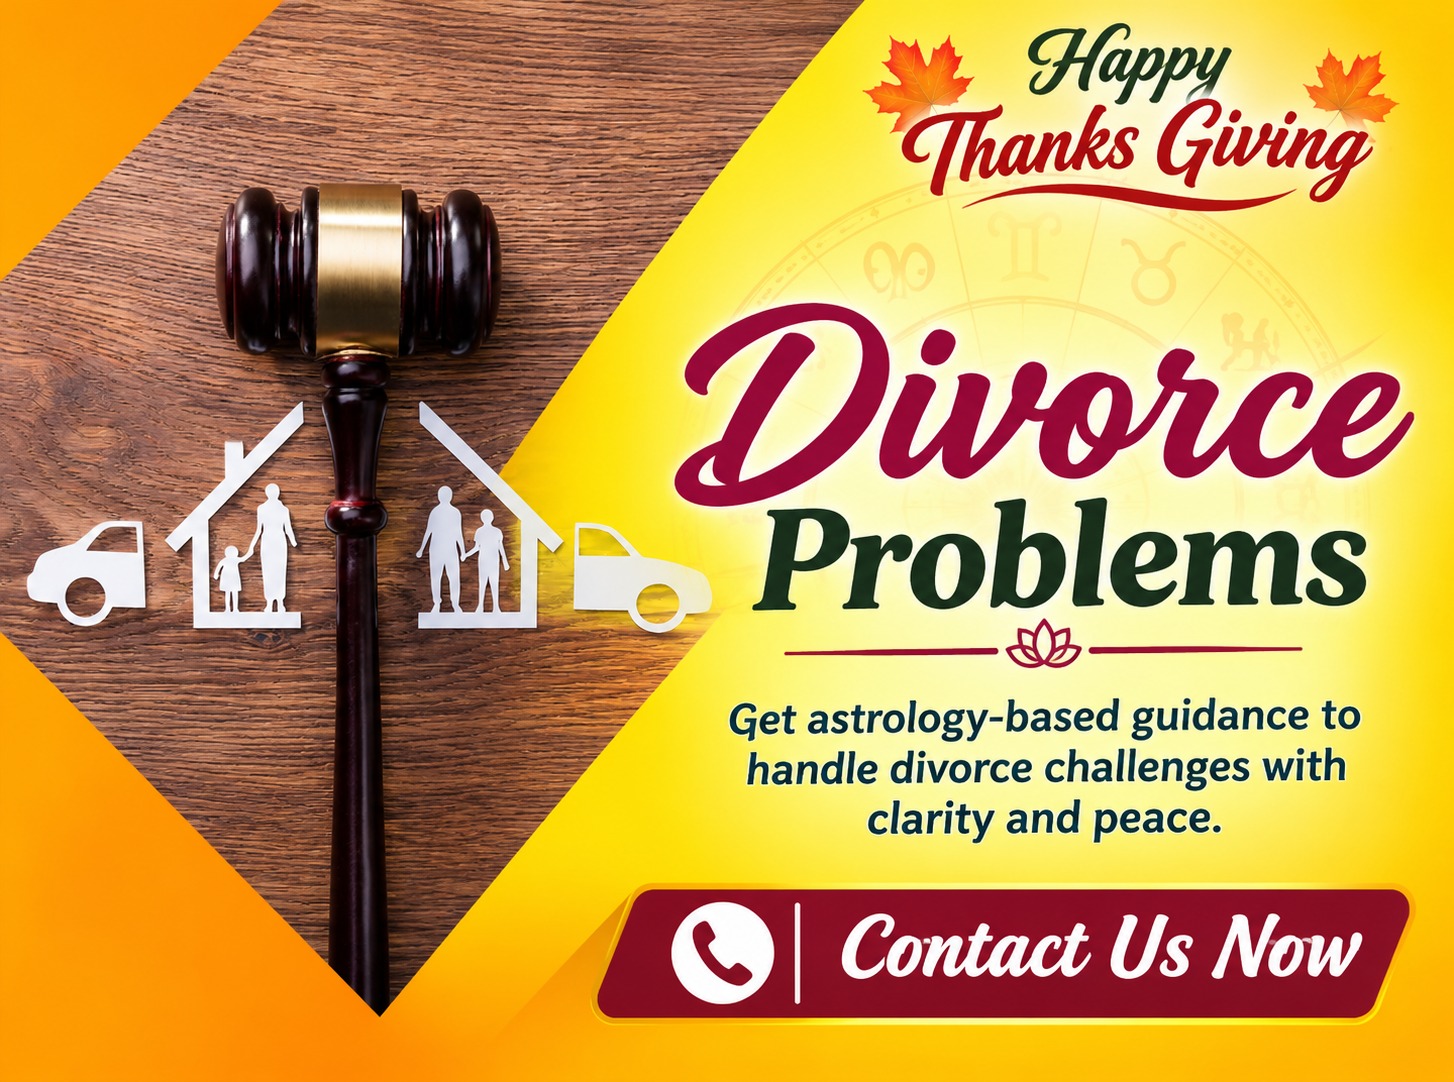 Happy
Thanks Giving
Divorce
Problems
Get astrology-based guidance to
handle divorce challenges with
clarity and peace.
Contact Us Now